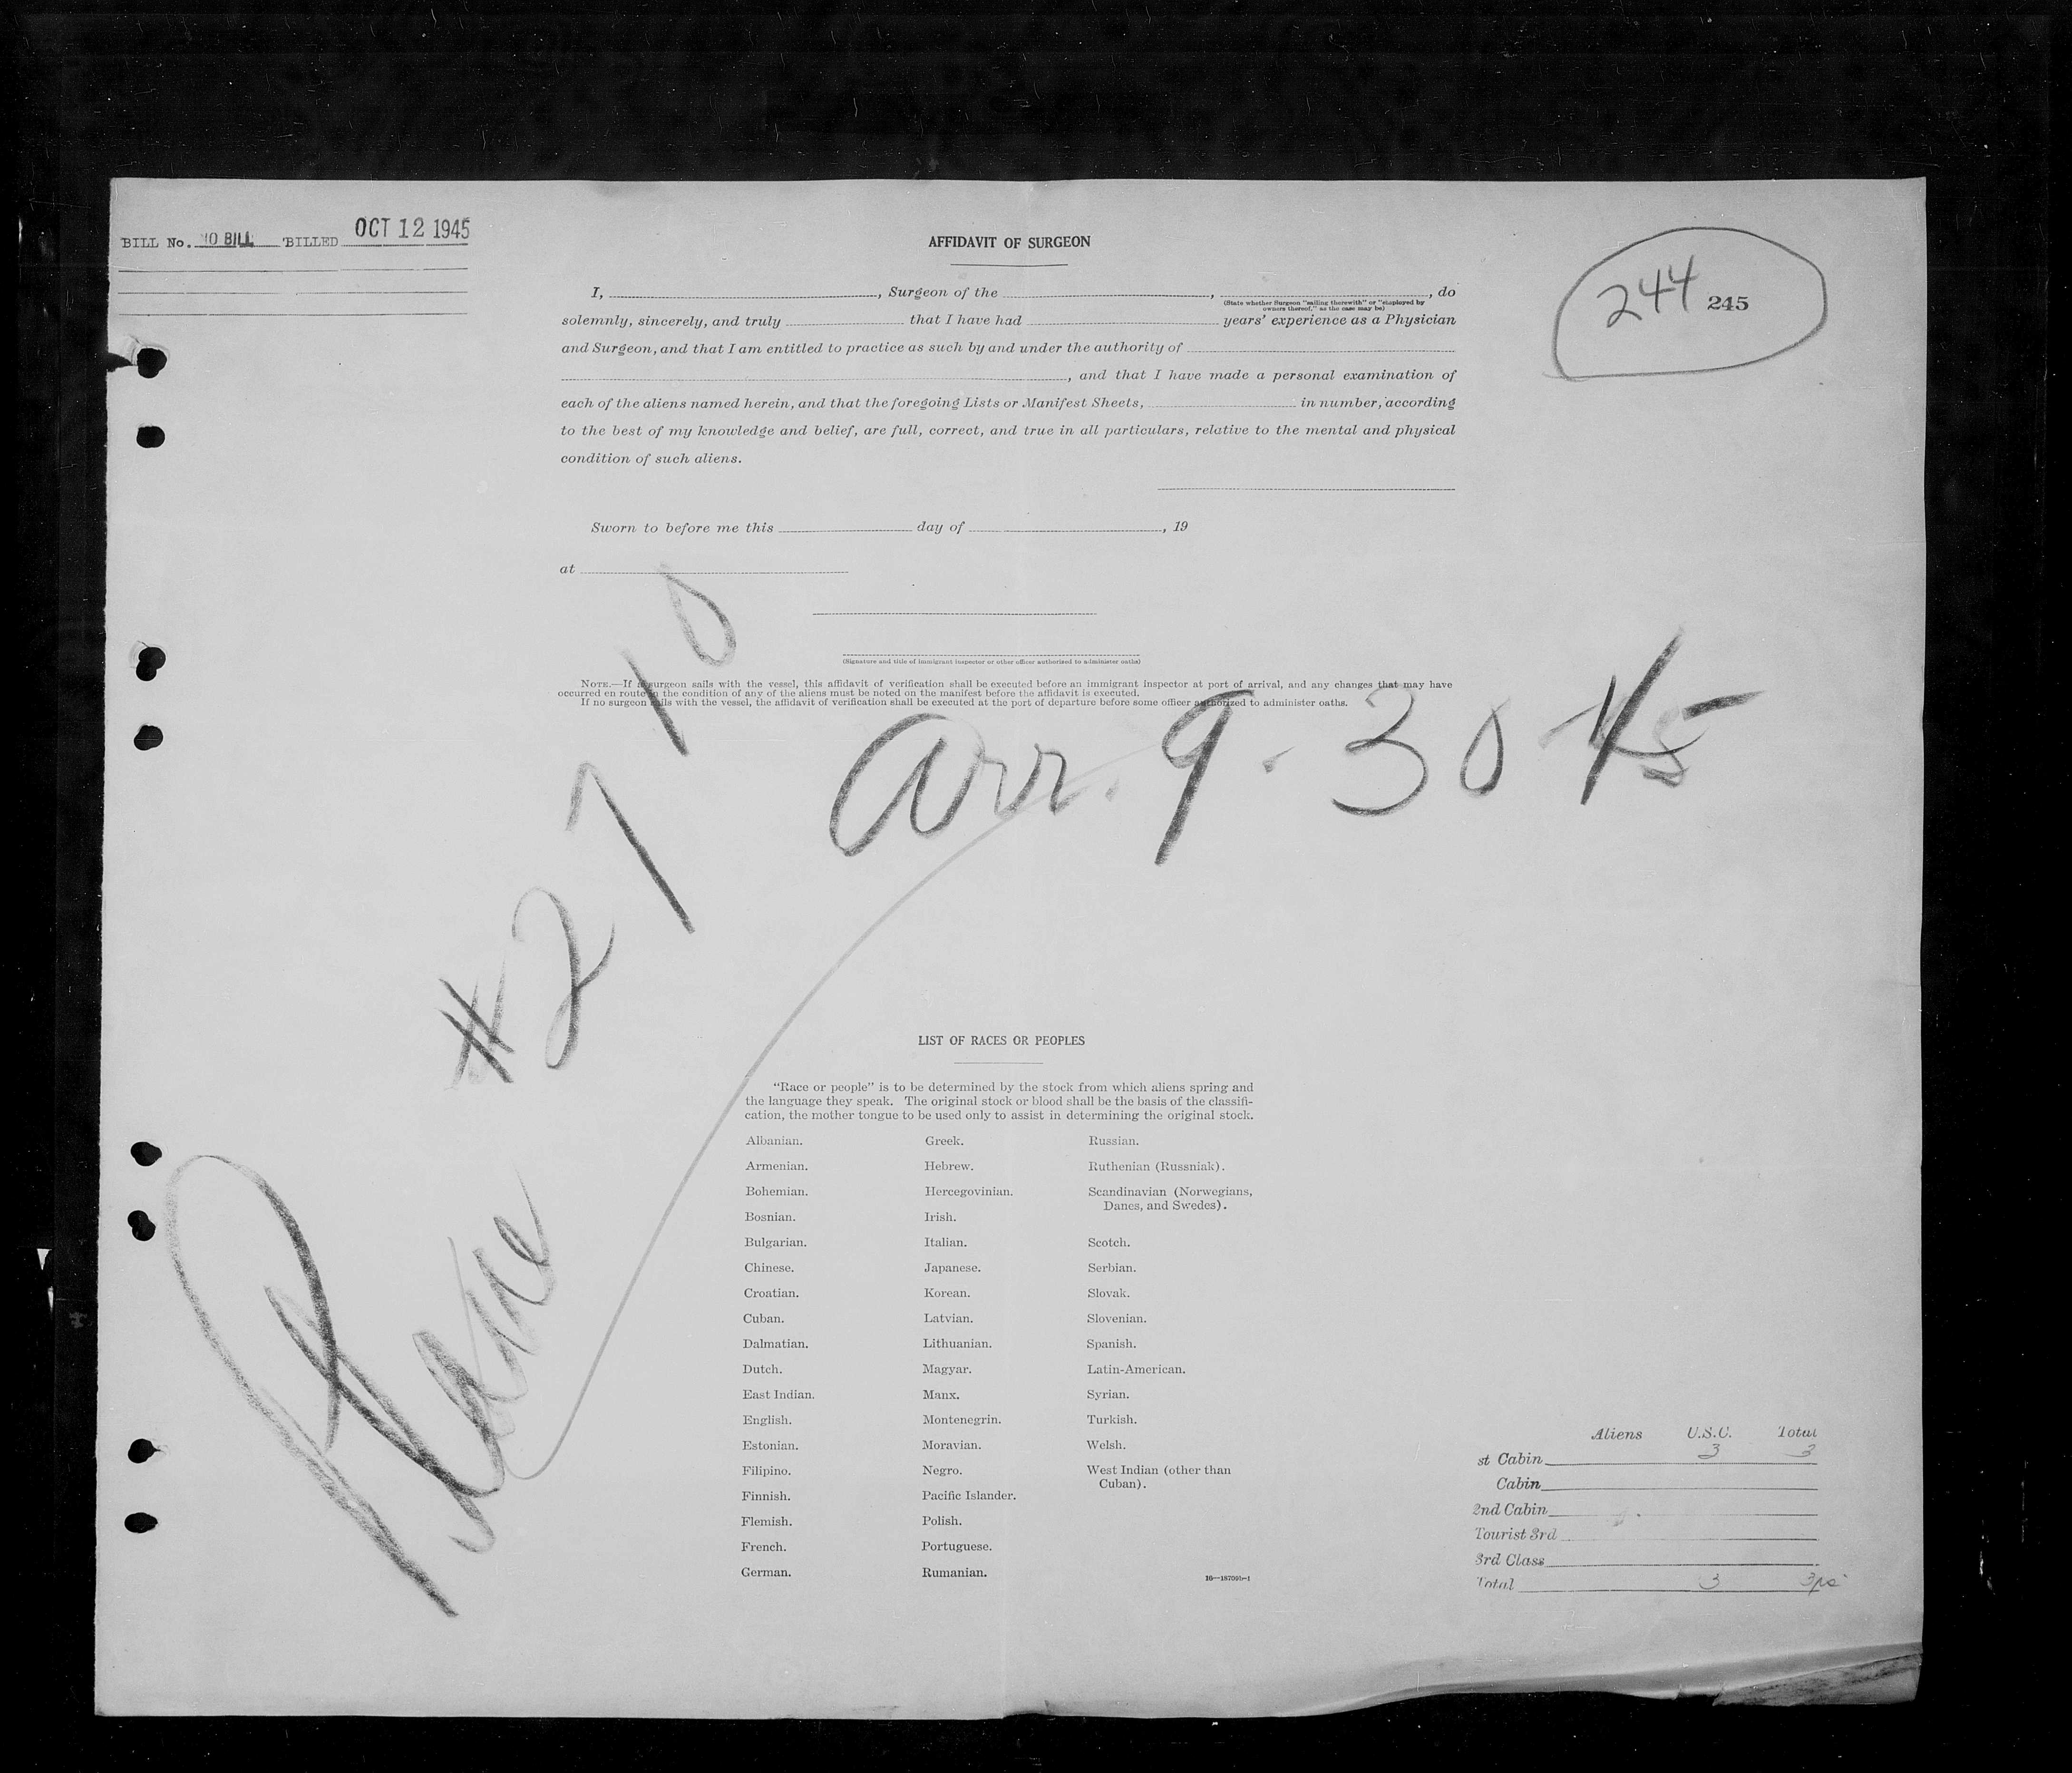 BILL No. NO BILL BILLED OCT 12 1945
AFFIDAVIT OF SURGEON
244 245
I, , Surgeon of the , , do
(State whether Surgeon "sailing therewith" or "employed by
owners thereof," as the case may be)
solemnly, sincerely, and truly that I have had years' experience as a Physician
and Surgeon, and that I am entitled to practice as such by and under the authority of
, and that I have made a personal examination of
each of the aliens named herein, and that the foregoing Lists or Manifest Sheets, in number, according
to the best of my knowledge and belief, are full, correct, and true in all particulars, relative to the mental and physical
condition of such aliens.
Sworn to before me this day of , 19
at
(Signature and title of immigrant inspector or other officer authorized to administer oaths)
NOTE.—If a surgeon sails with the vessel, this affidavit of verification shall be executed before an immigrant inspector at port of arrival, and any changes that may have
occurred en route in the condition of any of the aliens must be noted on the manifest before the affidavit is executed.
If no surgeon sails with the vessel, the affidavit of verification shall be executed at the port of departure before some officer authorized to administer oaths.
Plane #2710
Arr. 9-30-45
LIST OF RACES OR PEOPLES
"Race or people" is to be determined by the stock from which aliens spring and
the language they speak. The original stock or blood shall be the basis of the classifi-
cation, the mother tongue to be used only to assist in determining the original stock.
Albanian. Greek. Russian.
Armenian. Hebrew. Ruthenian (Russniak).
Bohemian. Hercegovinian. Scandinavian (Norwegians,
Danes, and Swedes).
Bosnian. Irish.
Bulgarian. Italian. Scotch.
Chinese. Japanese. Serbian.
Croatian. Korean. Slovak.
Cuban. Latvian. Slovenian.
Dalmatian. Lithuanian. Spanish.
Dutch. Magyar. Latin-American.
East Indian. Manx. Syrian.
English. Montenegrin. Turkish.
Estonian. Moravian. Welsh.
Filipino. Negro. West Indian (other than
Cuban).
Finnish. Pacific Islander.
Flemish. Polish.
French. Portuguese.
German. Rumanian.
Aliens U.S.C. Total
st Cabin 3 3
Cabin
2nd Cabin
Tourist 3rd
3rd Class
Total 3 3